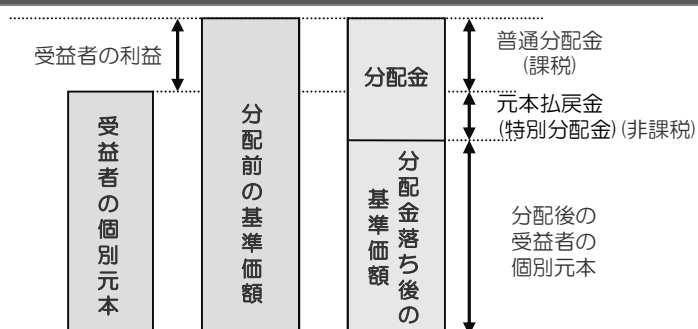 受益者の利益
受益者の個別元本
分配前の基準価額
分配金
分配金落ち後の
基準価額
普通分配金
(課税)
元本払戻金
(特別分配金)(非課税)
分配後の
受益者の
個別元本